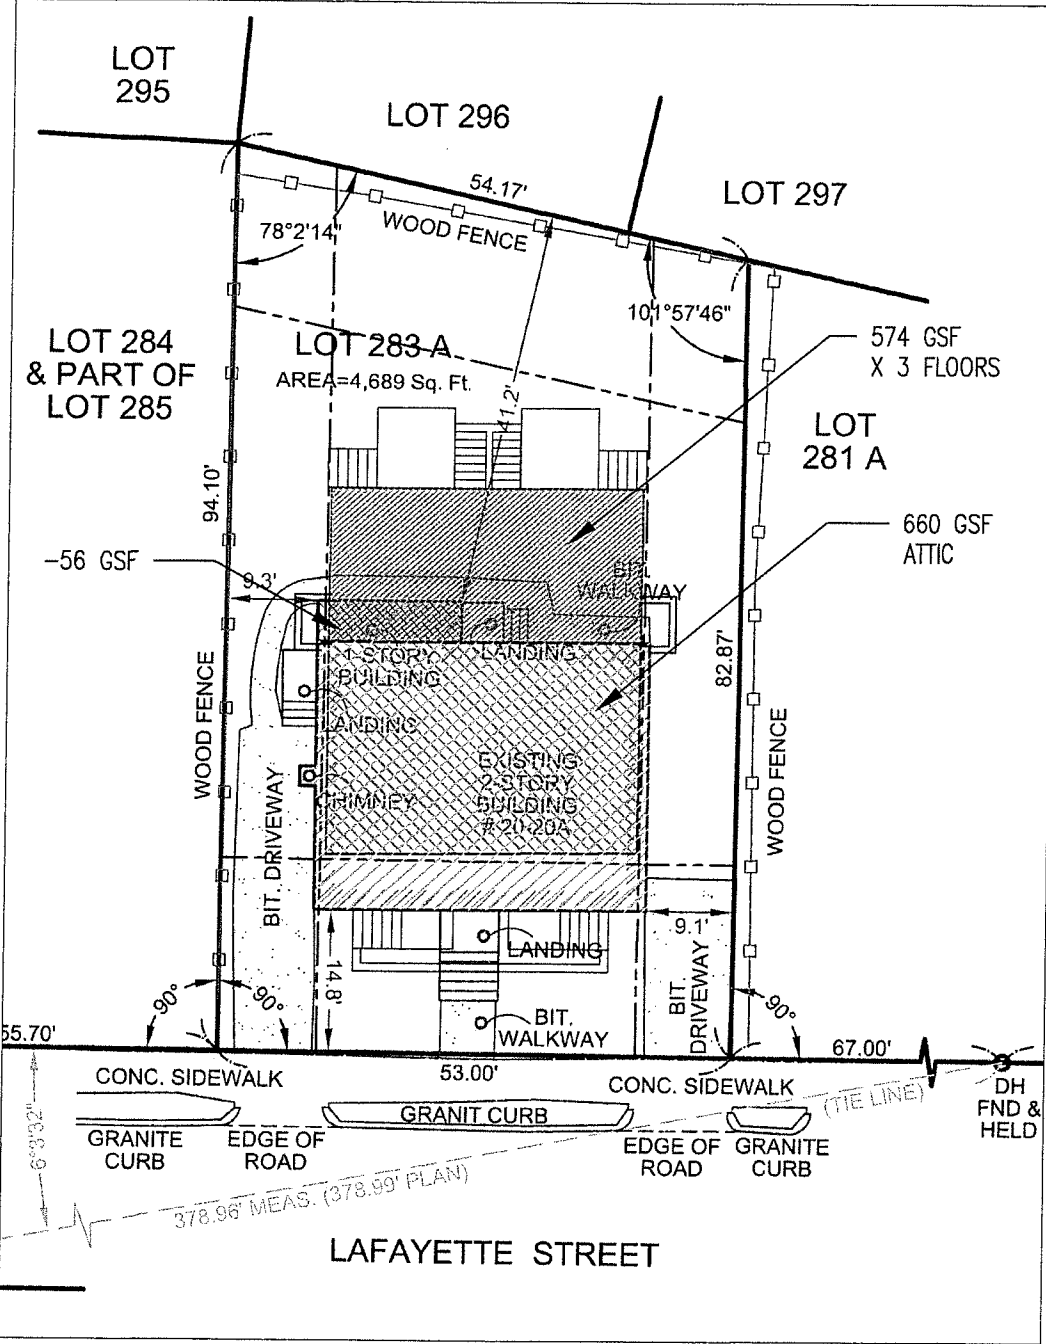 LOT
295
LOT 296
LOT 297
54.17'
WOOD FENCE
78°2'14"
101°57'46"
574 GSF
X 3 FLOORS
LOT 284
& PART OF
LOT 285
LOT 283 A
AREA=4,689 Sq. Ft.
41.2'
LOT
281 A
94.10'
660 GSF
ATTIC
-56 GSF
9.3'
BIT.
WALKWAY
1-STORY
BUILDING
LANDING
82.87'
LANDING
WOOD FENCE
WOOD FENCE
EXISTING
2-STORY
BUILDING
# 20-20A
CHIMNEY
BIT. DRIVEWAY
9.1'
LANDING
14.8'
BIT.
DRIVEWAY
90°
90°
90°
BIT.
WALKWAY
55.70'
53.00'
67.00'
CONC. SIDEWALK
CONC. SIDEWALK
(TIE LINE)
DH
FND &
HELD
GRANIT CURB
GRANITE
CURB
EDGE OF
ROAD
EDGE OF
ROAD
GRANITE
CURB
6°3'32"
378.96' MEAS. (378.99' PLAN)
LAFAYETTE STREET